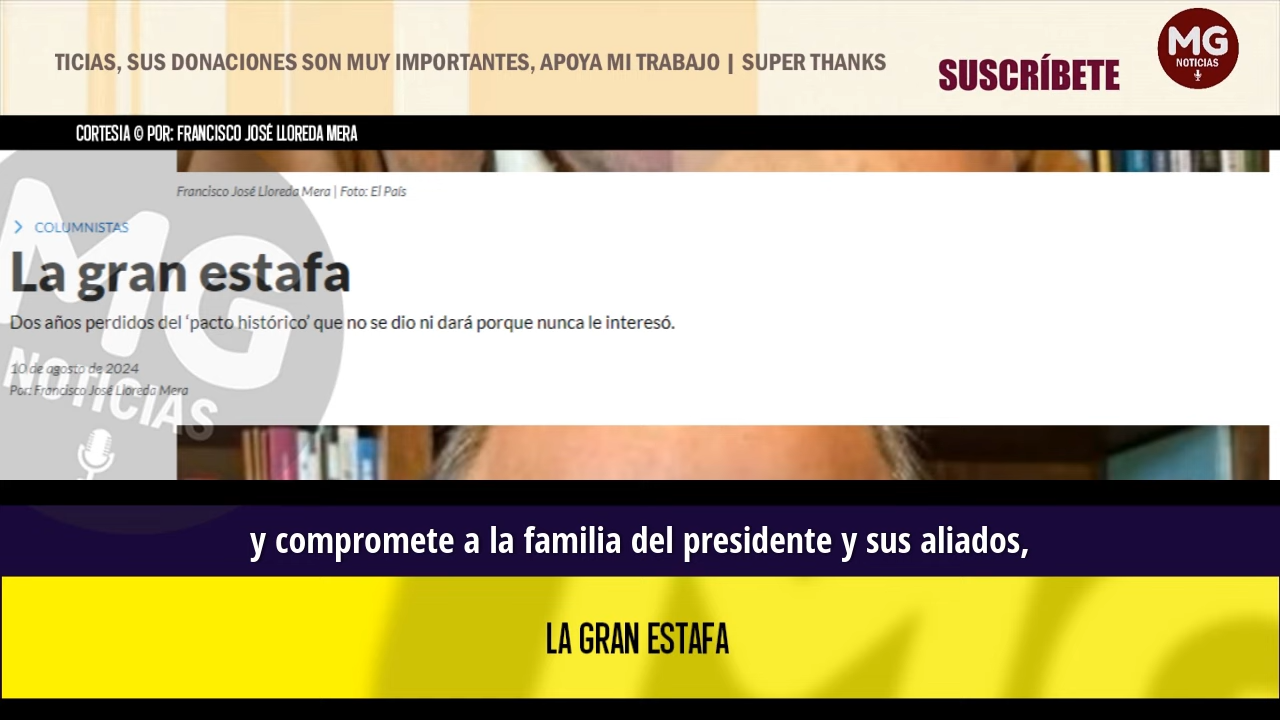 TICIAS, SUS DONACIONES SON MUY IMPORTANTES, APOYA MI TRABAJO | SUPER THANKS
SUSCRÍBETE
MG
NOTICIAS
CORTESIA © POR: FRANCISCO JOSÉ LLOREDA MERA
Francisco José Lloreda Mera | Foto: El País
COLUMNISTAS
La gran estafa
Dos años perdidos del ‘pacto histórico’ que no se dio ni dará porque nunca le interesó.
10 de agosto de 2024
Por: Francisco José Lloreda Mera
MG
NOTICIAS
y compromete a la familia del presidente y sus aliados,
LA GRAN ESTAFA